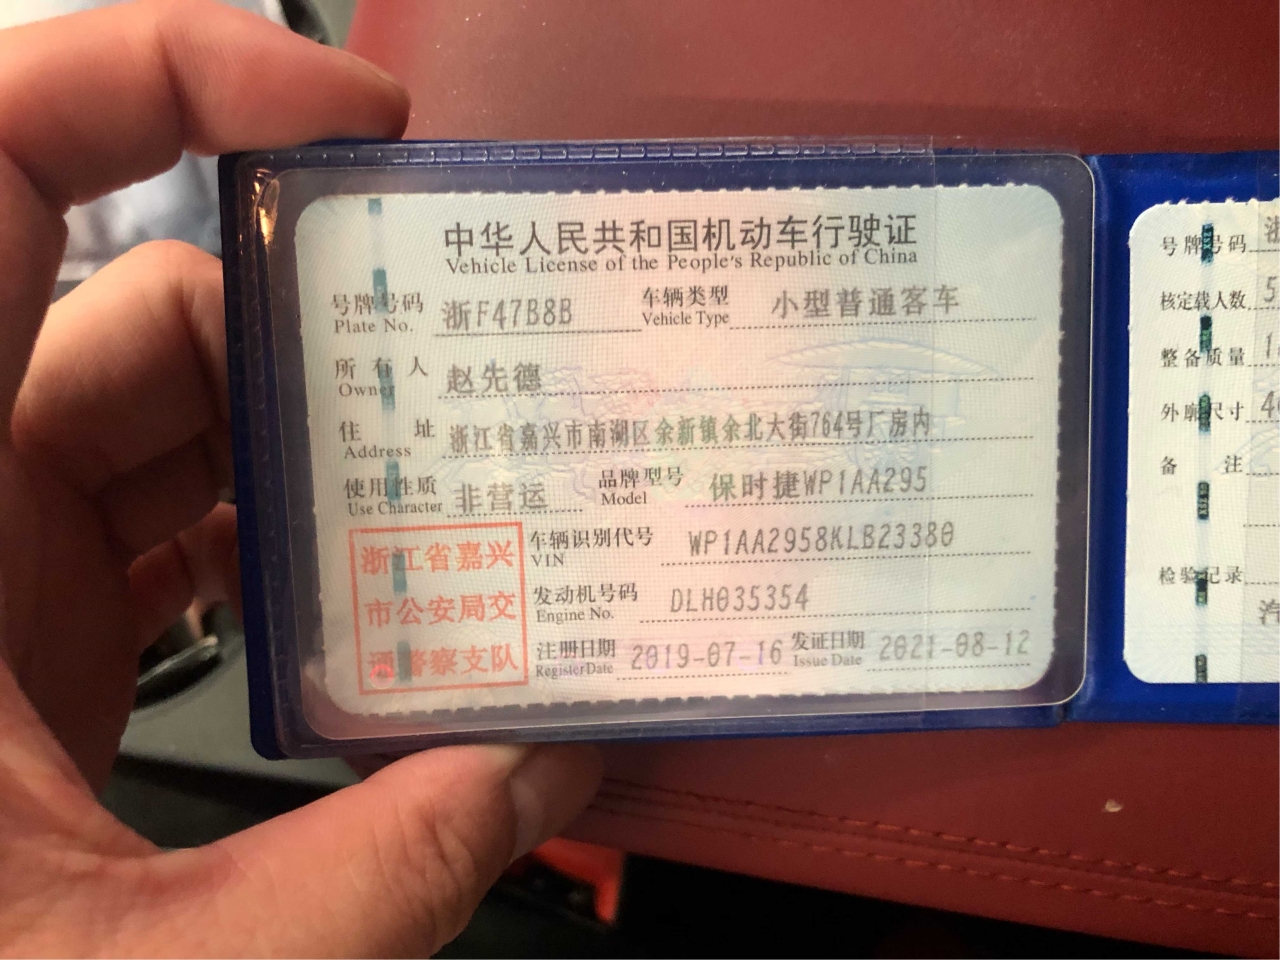 中华人民共和国机动车行驶证
Vehicle License of the People's Republic of China
号牌号码 浙F47B8B 车辆类型 小型普通客车
Plate No. Vehicle Type
所有人 赵先德
Owner
住址 浙江省嘉兴市南湖区余新镇余北大街764号厂房内
Address
使用性质 非营运 品牌型号 保时捷WP1AA295
Use Character Model
浙江省嘉兴
市公安局交
通警察支队
车辆识别代号 WP1AA2958KLB23380
VIN
发动机号码 DLH035354
Engine No.
注册日期 2019-07-16 发证日期 2021-08-12
Register Date Issue Date
号牌号码 浙
核定载人数 5
整备质量 1
外廓尺寸 4
备注
检验记录